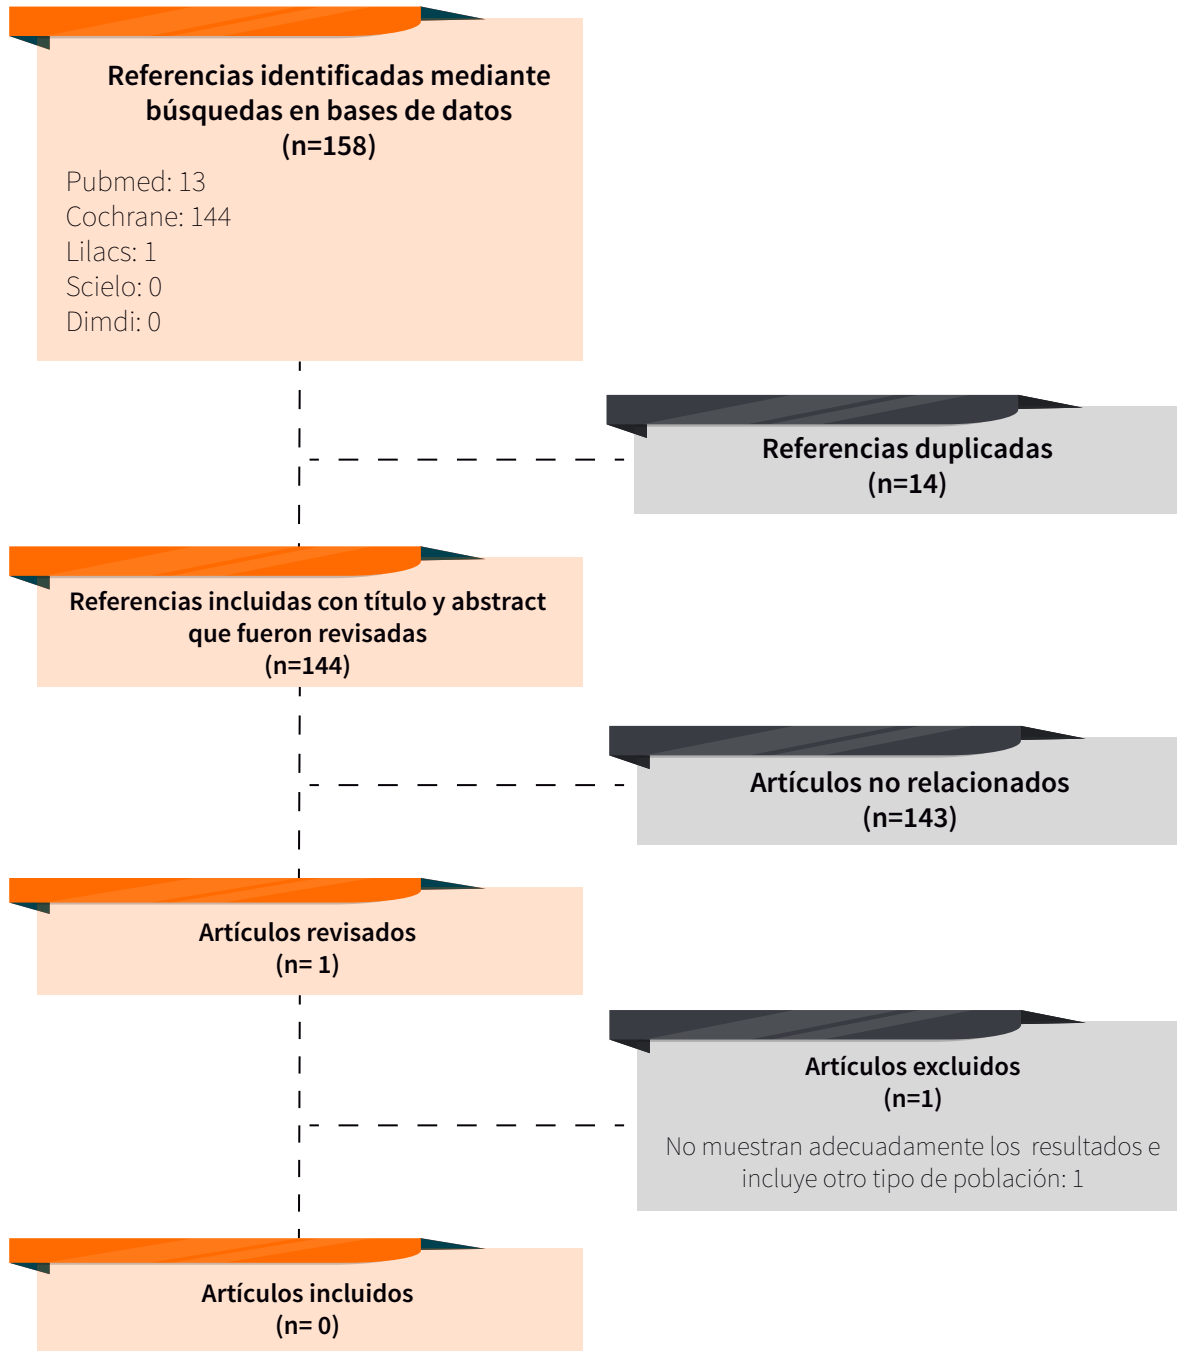 Referencias identificadas mediante
búsquedas en bases de datos
(n=158)
Pubmed: 13
Cochrane: 144
Lilacs: 1
Scielo: 0
Dimdi: 0
Referencias duplicadas
(n=14)
Referencias incluidas con título y abstract
que fueron revisadas
(n=144)
Artículos no relacionados
(n=143)
Artículos revisados
(n= 1)
Artículos excluidos
(n=1)
No muestran adecuadamente los  resultados e
incluye otro tipo de población: 1
Artículos incluidos
(n= 0)